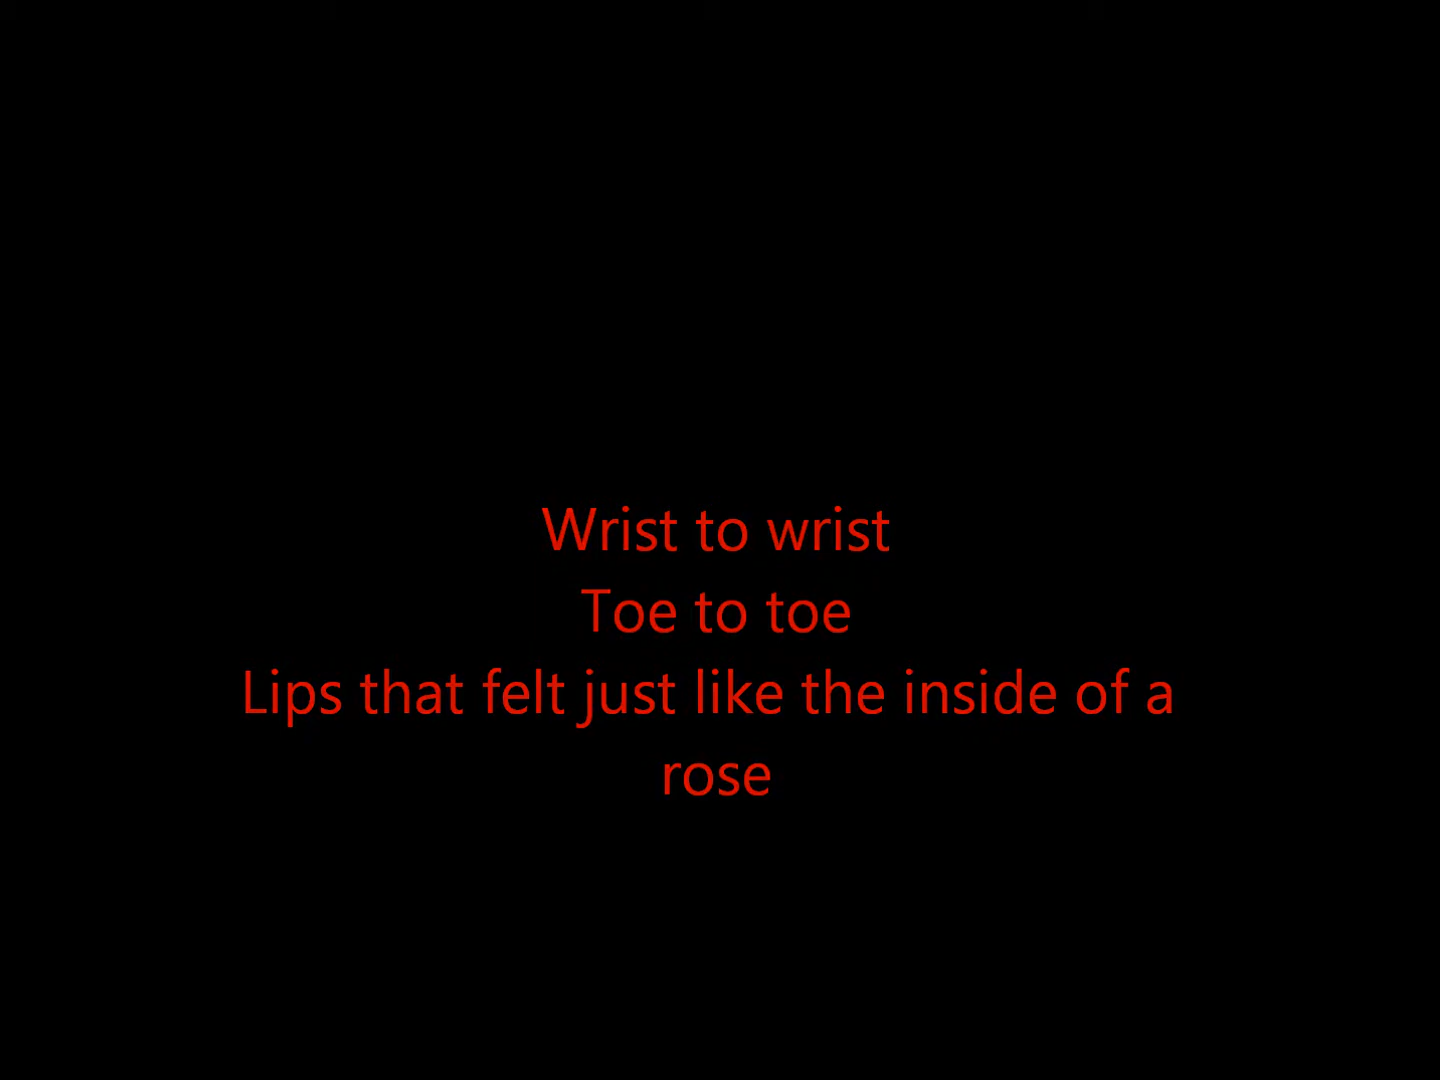 Wrist to wrist
Toe to toe
Lips that felt just like the inside of a
rose